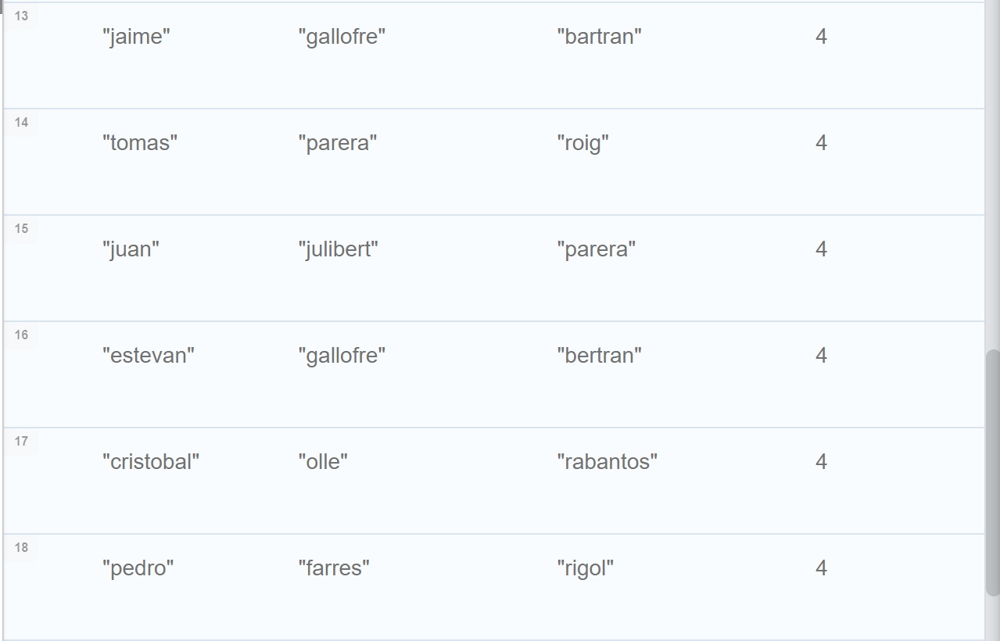 13
"jaime" "gallofre" "bartran" 4
14
"tomas" "parera" "roig" 4
15
"juan" "julibert" "parera" 4
16
"estevan" "gallofre" "bertran" 4
17
"cristobal" "olle" "rabantos" 4
18
"pedro" "farres" "rigol" 4